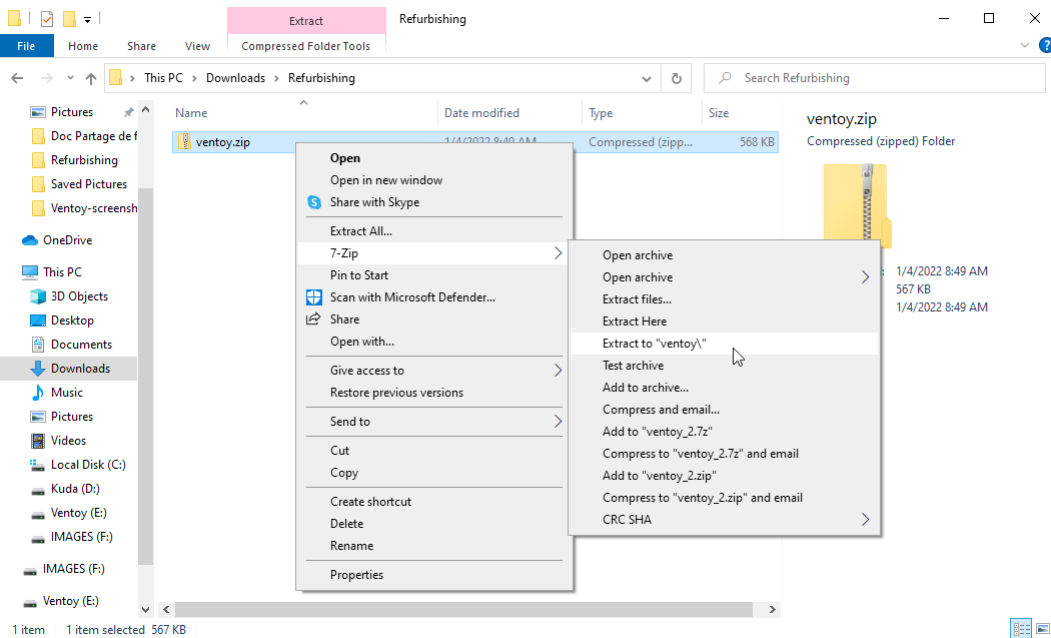 Extract
Refurbishing
File
Home
Share
View
Compressed Folder Tools
This PC
Downloads
Refurbishing
Search Refurbishing
Name
Date modified
Type
Size
Pictures
Doc Partage de f
Refurbishing
Saved Pictures
Ventoy-screensh
OneDrive
This PC
3D Objects
Desktop
Documents
Downloads
Music
Pictures
Videos
Local Disk (C:)
Kuda (D:)
Ventoy (E:)
IMAGES (F:)
IMAGES (F:)
Ventoy (E:)
ventoy.zip
1/4/2022 8:49 AM
Compressed (zipp...
568 KB
Open
Open in new window
Share with Skype
Extract All...
7-Zip
Pin to Start
Scan with Microsoft Defender...
Share
Open with...
Give access to
Restore previous versions
Send to
Cut
Copy
Create shortcut
Delete
Rename
Properties
Open archive
Open archive
Extract files...
Extract Here
Extract to "ventoy\"
Test archive
Add to archive...
Compress and email...
Add to "ventoy_2.7z"
Compress to "ventoy_2.7z" and email
Add to "ventoy_2.zip"
Compress to "ventoy_2.zip" and email
CRC SHA
ventoy.zip
Compressed (zipped) Folder
1/4/2022 8:49 AM
567 KB
1/4/2022 8:49 AM
1 item
1 item selected 567 KB